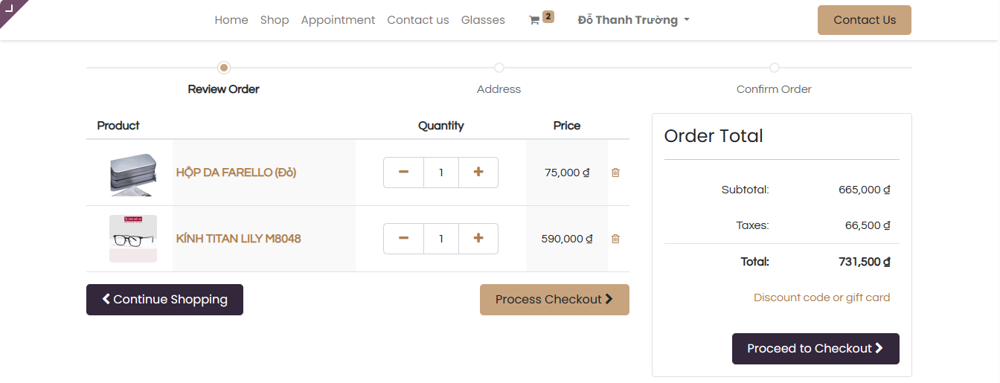 Home Shop Appointment Contact us Glasses 2 Đỗ Thanh Trường Contact Us
Review Order Address Confirm Order
Product Quantity Price
HỘP DA FARELLO (Đỏ) 1 75,000 ₫
KÍNH TITAN LILY M8048 1 590,000 ₫
Continue Shopping Process Checkout
Order Total
Subtotal: 665,000 ₫
Taxes: 66,500 ₫
Total: 731,500 ₫
Discount code or gift card
Proceed to Checkout